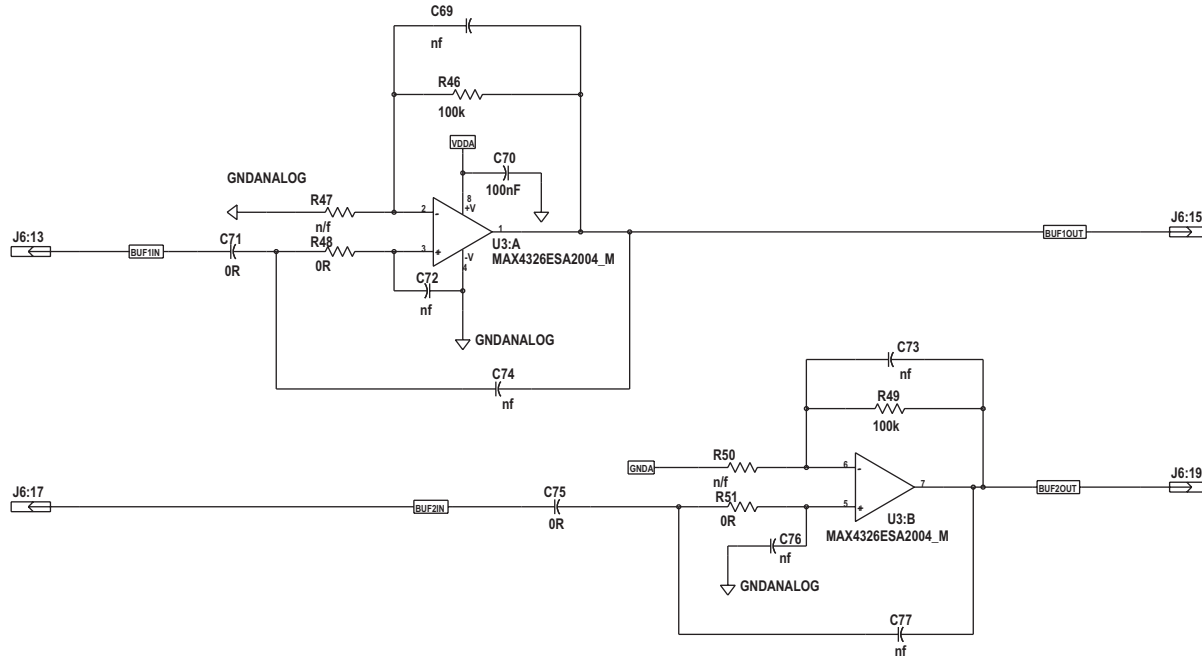 C69
nf
R46
100k
VDDA
C70
100nF
GNDANALOG
R47
n/f
2
-
8
+V
J6:13
BUF1IN
C71
0R
R48
0R
3
+
1
-V
4
U3:A
MAX4326ESA2004_M
BUF1OUT
J6:15
C72
nf
GNDANALOG
C74
nf
C73
nf
R49
100k
GNDA
R50
n/f
6
-
7
J6:17
BUF2IN
C75
0R
R51
0R
5
+
U3:B
MAX4326ESA2004_M
BUF2OUT
J6:19
C76
nf
GNDANALOG
C77
nf